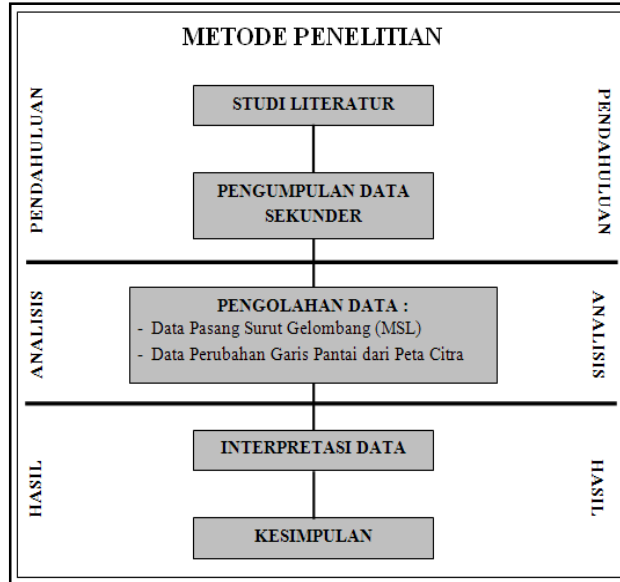 METODE PENELITIAN
PENDAHULUAN
PENDAHULUAN
STUDI LITERATUR
PENGUMPULAN DATA
SEKUNDER
ANALISIS
ANALISIS
PENGOLAHAN DATA :
- Data Pasang Surut Gelombang (MSL)
- Data Perubahan Garis Pantai dari Peta Citra
HASIL
HASIL
INTERPRETASI DATA
KESIMPULAN